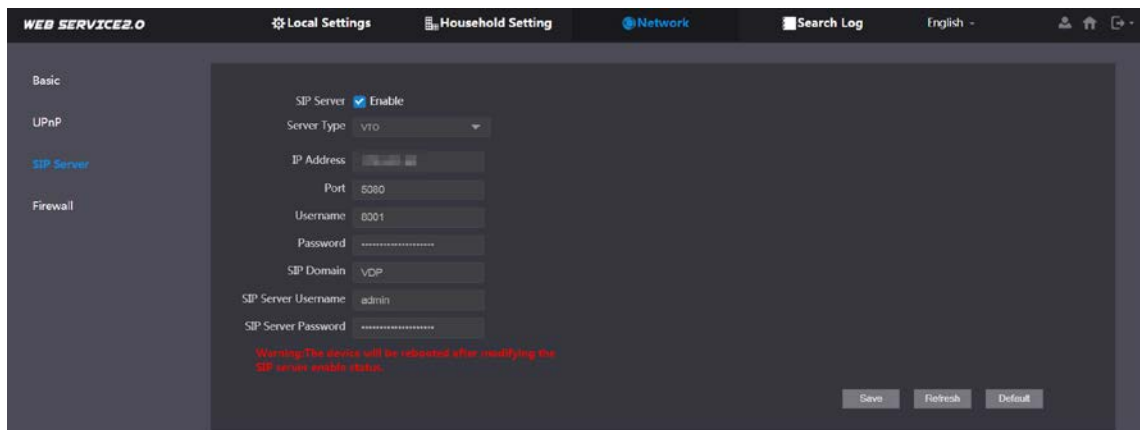 WEB SERVICE2.0 Local Settings Household Setting Network Search Log English
Basic
UPnP
SIP Server
Firewall
SIP Server Enable
Server Type VTO
IP Address
Port 5080
Username 8001
Password ····················
SIP Domain VDP
SIP Server Username admin
SIP Server Password ····················
Warning:The device will be rebooted after modifying the
SIP server enable status.
Save Refresh Default